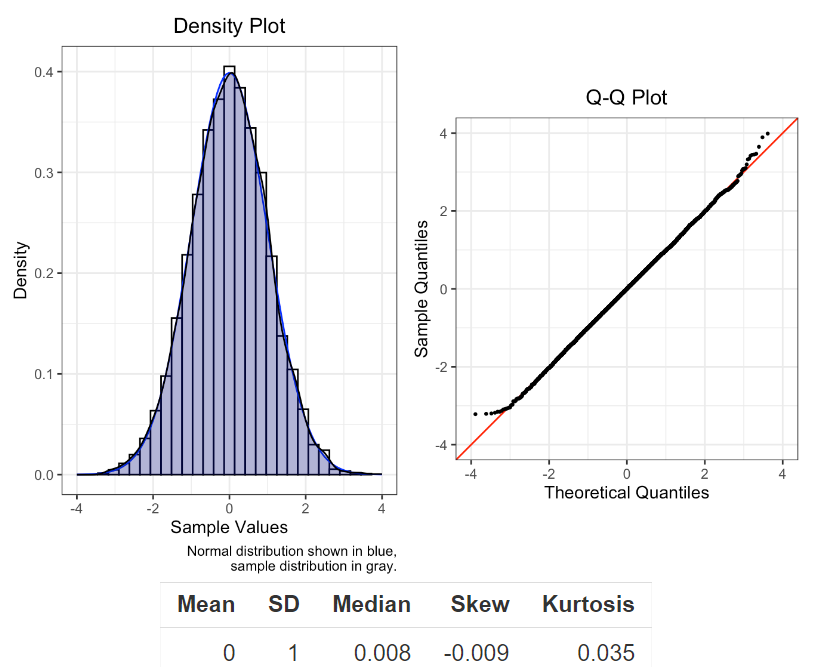 Density Plot
0.4
0.3
0.2
0.1
0.0
Density
-4 -2 0 2 4
Sample Values
Normal distribution shown in blue,
sample distribution in gray.
Q-Q Plot
4
2
0
-2
-4
Sample Quantiles
-4 -2 0 2 4
Theoretical Quantiles
Mean SD Median Skew Kurtosis
0 1 0.008 -0.009 0.035